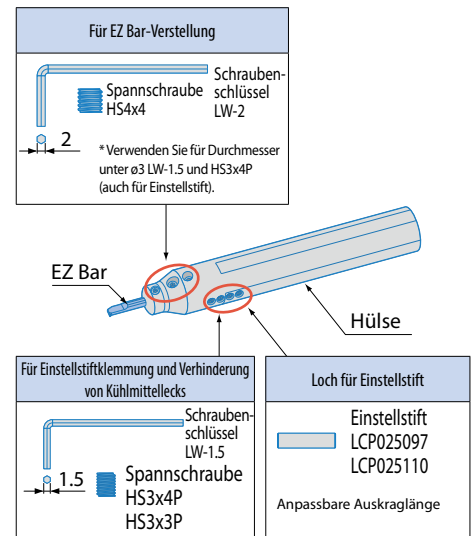 Für EZ Bar-Verstellung
Schrauben-
schlüssel
LW-2
Spannschraube
HS4x4
2
* Verwenden Sie für Durchmesser
unter ø3 LW-1.5 und HS3x4P
(auch für Einstellstift).
EZ Bar
Hülse
Für Einstellstiftklemmung und Verhinderung
von Kühlmittellecks
Schrauben-
schlüssel
LW-1.5
1.5
Spannschraube
HS3x4P
HS3x3P
Loch für Einstellstift
Einstellstift
LCP025097
LCP025110
Anpassbare Auskraglänge